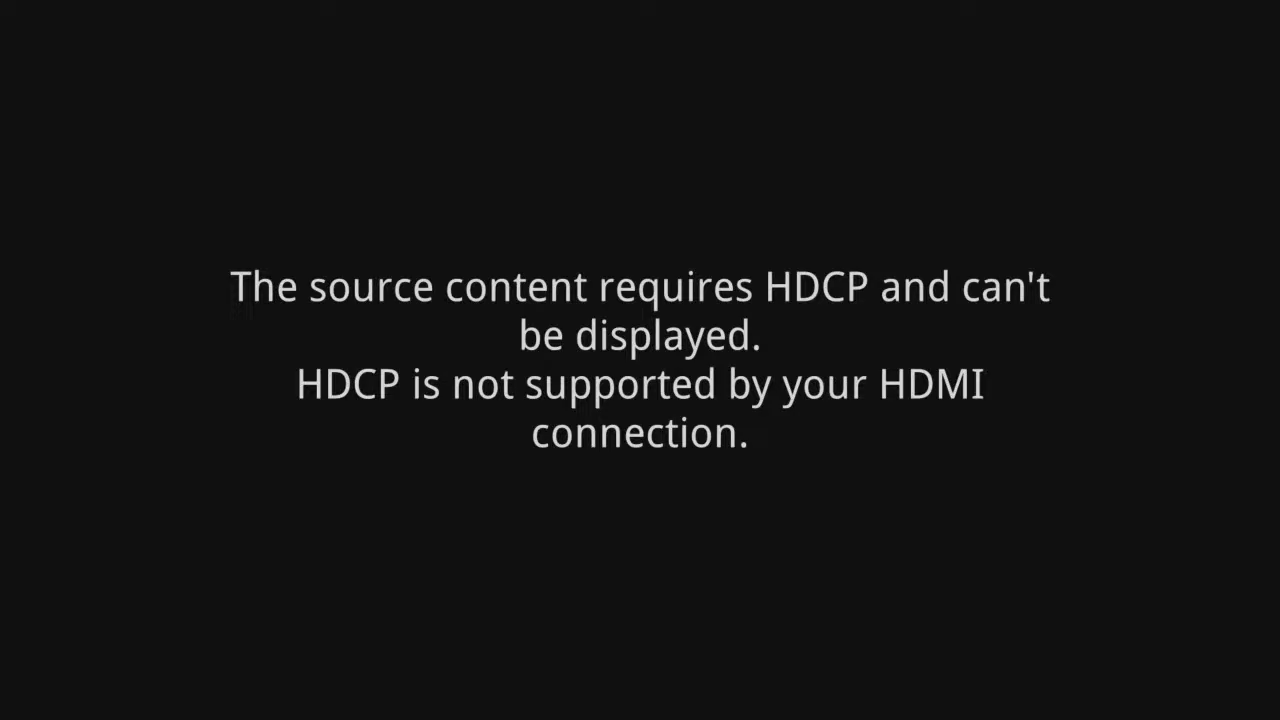 The source content requires HDCP and can't
be displayed.
HDCP is not supported by your HDMI
connection.